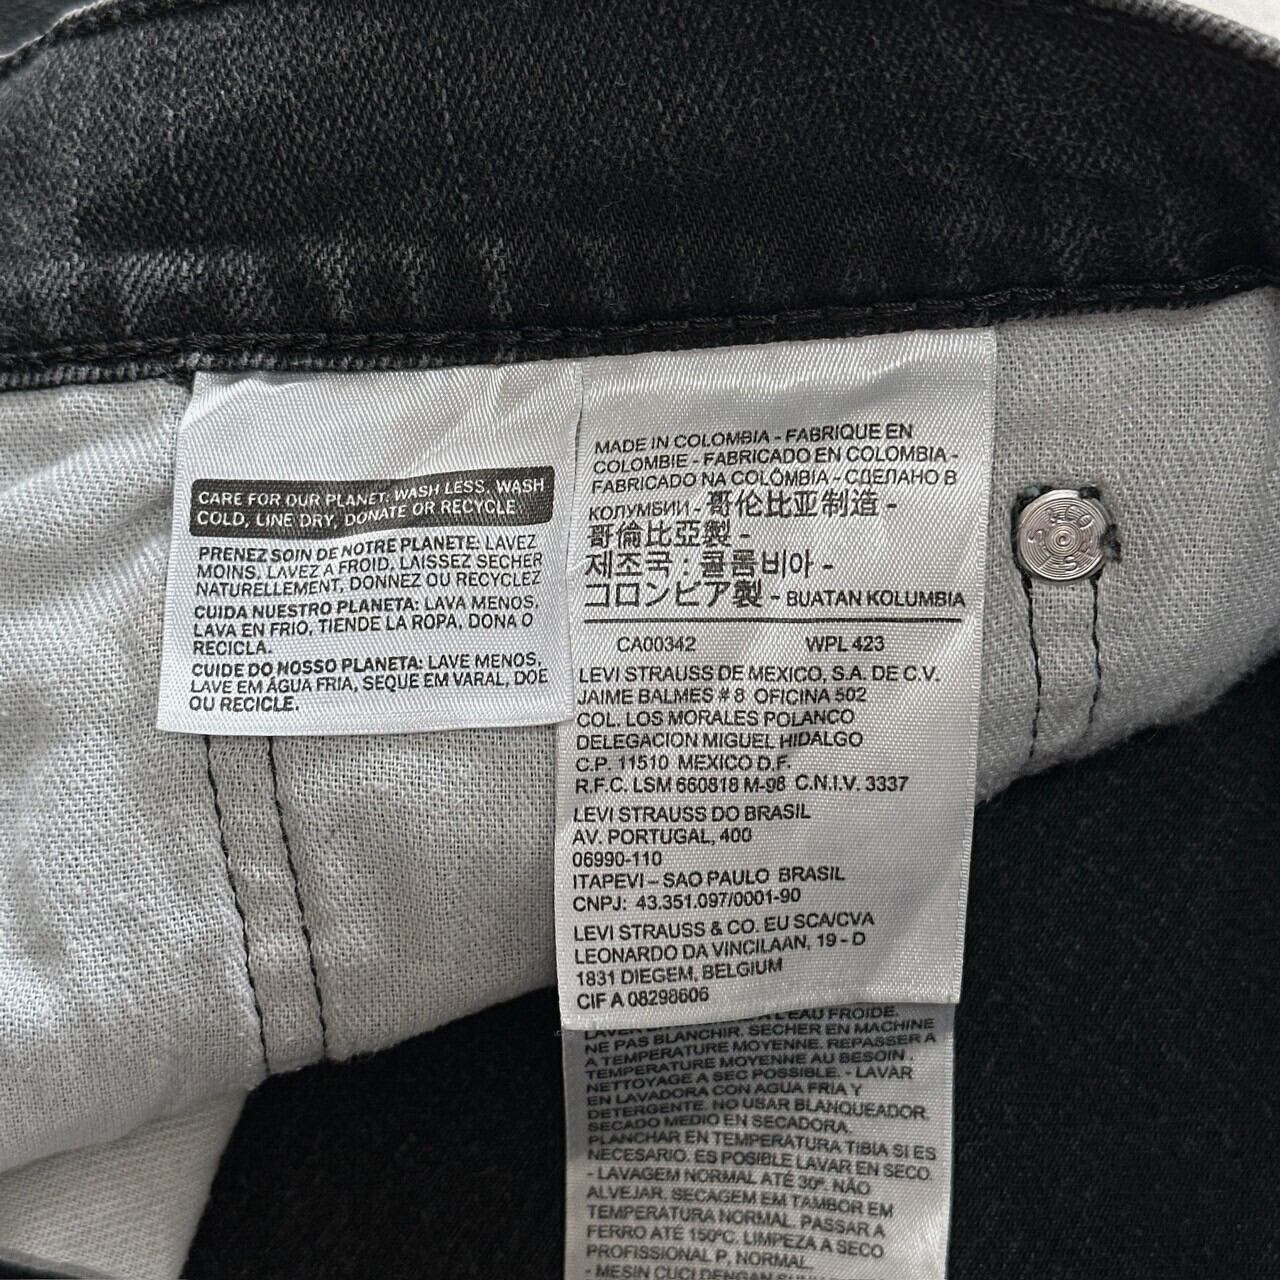 CARE FOR OUR PLANET: WASH LESS, WASH
COLD, LINE DRY, DONATE OR RECYCLE
PRENEZ SOIN DE NOTRE PLANETE: LAVEZ
MOINS, LAVEZ A FROID, LAISSEZ SECHER
NATURELLEMENT, DONNEZ OU RECYCLEZ
CUIDA NUESTRO PLANETA: LAVA MENOS,
LAVA EN FRIO, TIENDE LA ROPA, DONA O
RECICLA.
CUIDE DO NOSSO PLANETA: LAVE MENOS,
LAVE EM ÁGUA FRIA, SEQUE EM VARAL, DOE
OU RECICLE.
MADE IN COLOMBIA - FABRIQUE EN
COLOMBIE - FABRICADO EN COLOMBIA -
FABRICADO NA COLÔMBIA - СДЕЛАНО В
КОЛУМБИИ - 哥伦比亚制造 -
哥倫比亞製 -
제조국 : 콜롬비아 -
コロンビア製 - BUATAN KOLUMBIA
CA00342 WPL 423
LEVI STRAUSS DE MEXICO, S.A. DE C.V.
JAIME BALMES # 8 OFICINA 502
COL. LOS MORALES POLANCO
DELEGACION MIGUEL HIDALGO
C.P. 11510 MEXICO D.F.
R.F.C. LSM 660818 M-98 C.N.I.V. 3337
LEVI STRAUSS DO BRASIL
AV. PORTUGAL, 400
06990-110
ITAPEVI – SAO PAULO BRASIL
CNPJ: 43.351.097/0001-90
LEVI STRAUSS & CO. EU SCA/CVA
LEONARDO DA VINCILAAN, 19 - D
1831 DIEGEM, BELGIUM
CIF A 08298606
L'EAU FROIDE.
NE PAS BLANCHIR. SECHER EN MACHINE
A TEMPERATURE MOYENNE. REPASSER A
TEMPERATURE MOYENNE AU BESOIN.
NETTOYAGE A SEC POSSIBLE. - LAVAR
EN LAVADORA CON AGUA FRIA Y
DETERGENTE. NO USAR BLANQUEADOR.
SECADO MEDIO EN SECADORA.
PLANCHAR EN TEMPERATURA TIBIA SI ES
NECESARIO. ES POSIBLE LAVAR EN SECO.
- LAVAGEM NORMAL ATÉ 30º. NÃO
ALVEJAR. SECAGEM EM TAMBOR EM
TEMPERATURA NORMAL. PASSAR A
FERRO ATÉ 150ºC. LIMPEZA A SECO
PROFISSIONAL P, NORMAL.
- MESIN CUCI DENGAN